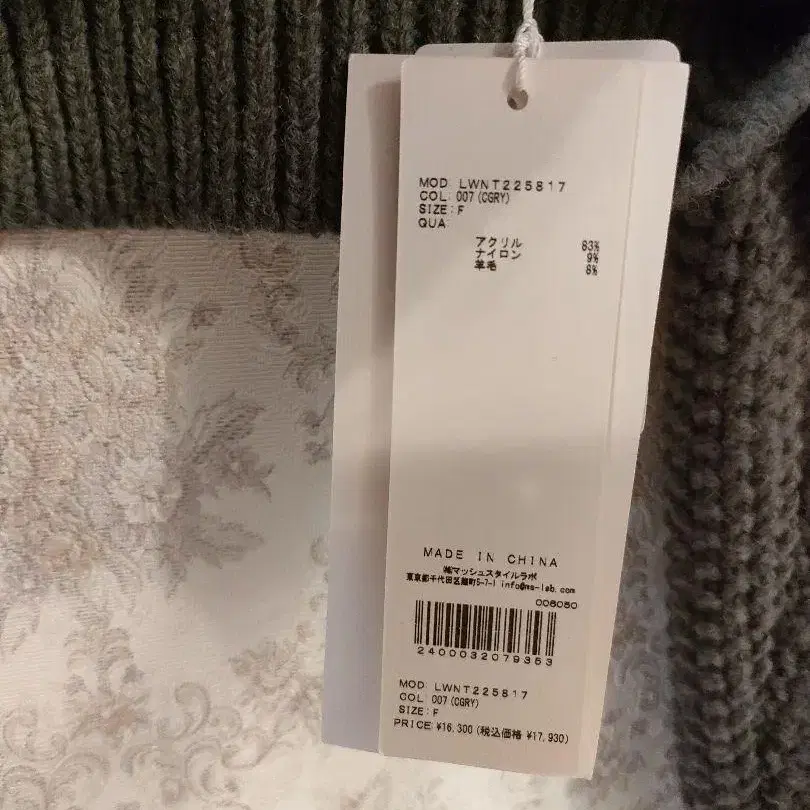 MOD: LWNT225817
COL: 007(CGRY)
SIZE: F
QUA:
アクリル 83%
ナイロン 9%
羊毛 8%
MADE IN CHINA
㈱マッシュスタイルラボ
東京都千代田区麹町5-7-1 info@ms-lab.com
006050
2400032079353
MOD: LWNT225817
COL: 007(CGRY)
SIZE: F
PRICE: ¥16,300 (税込価格 ¥17,930)